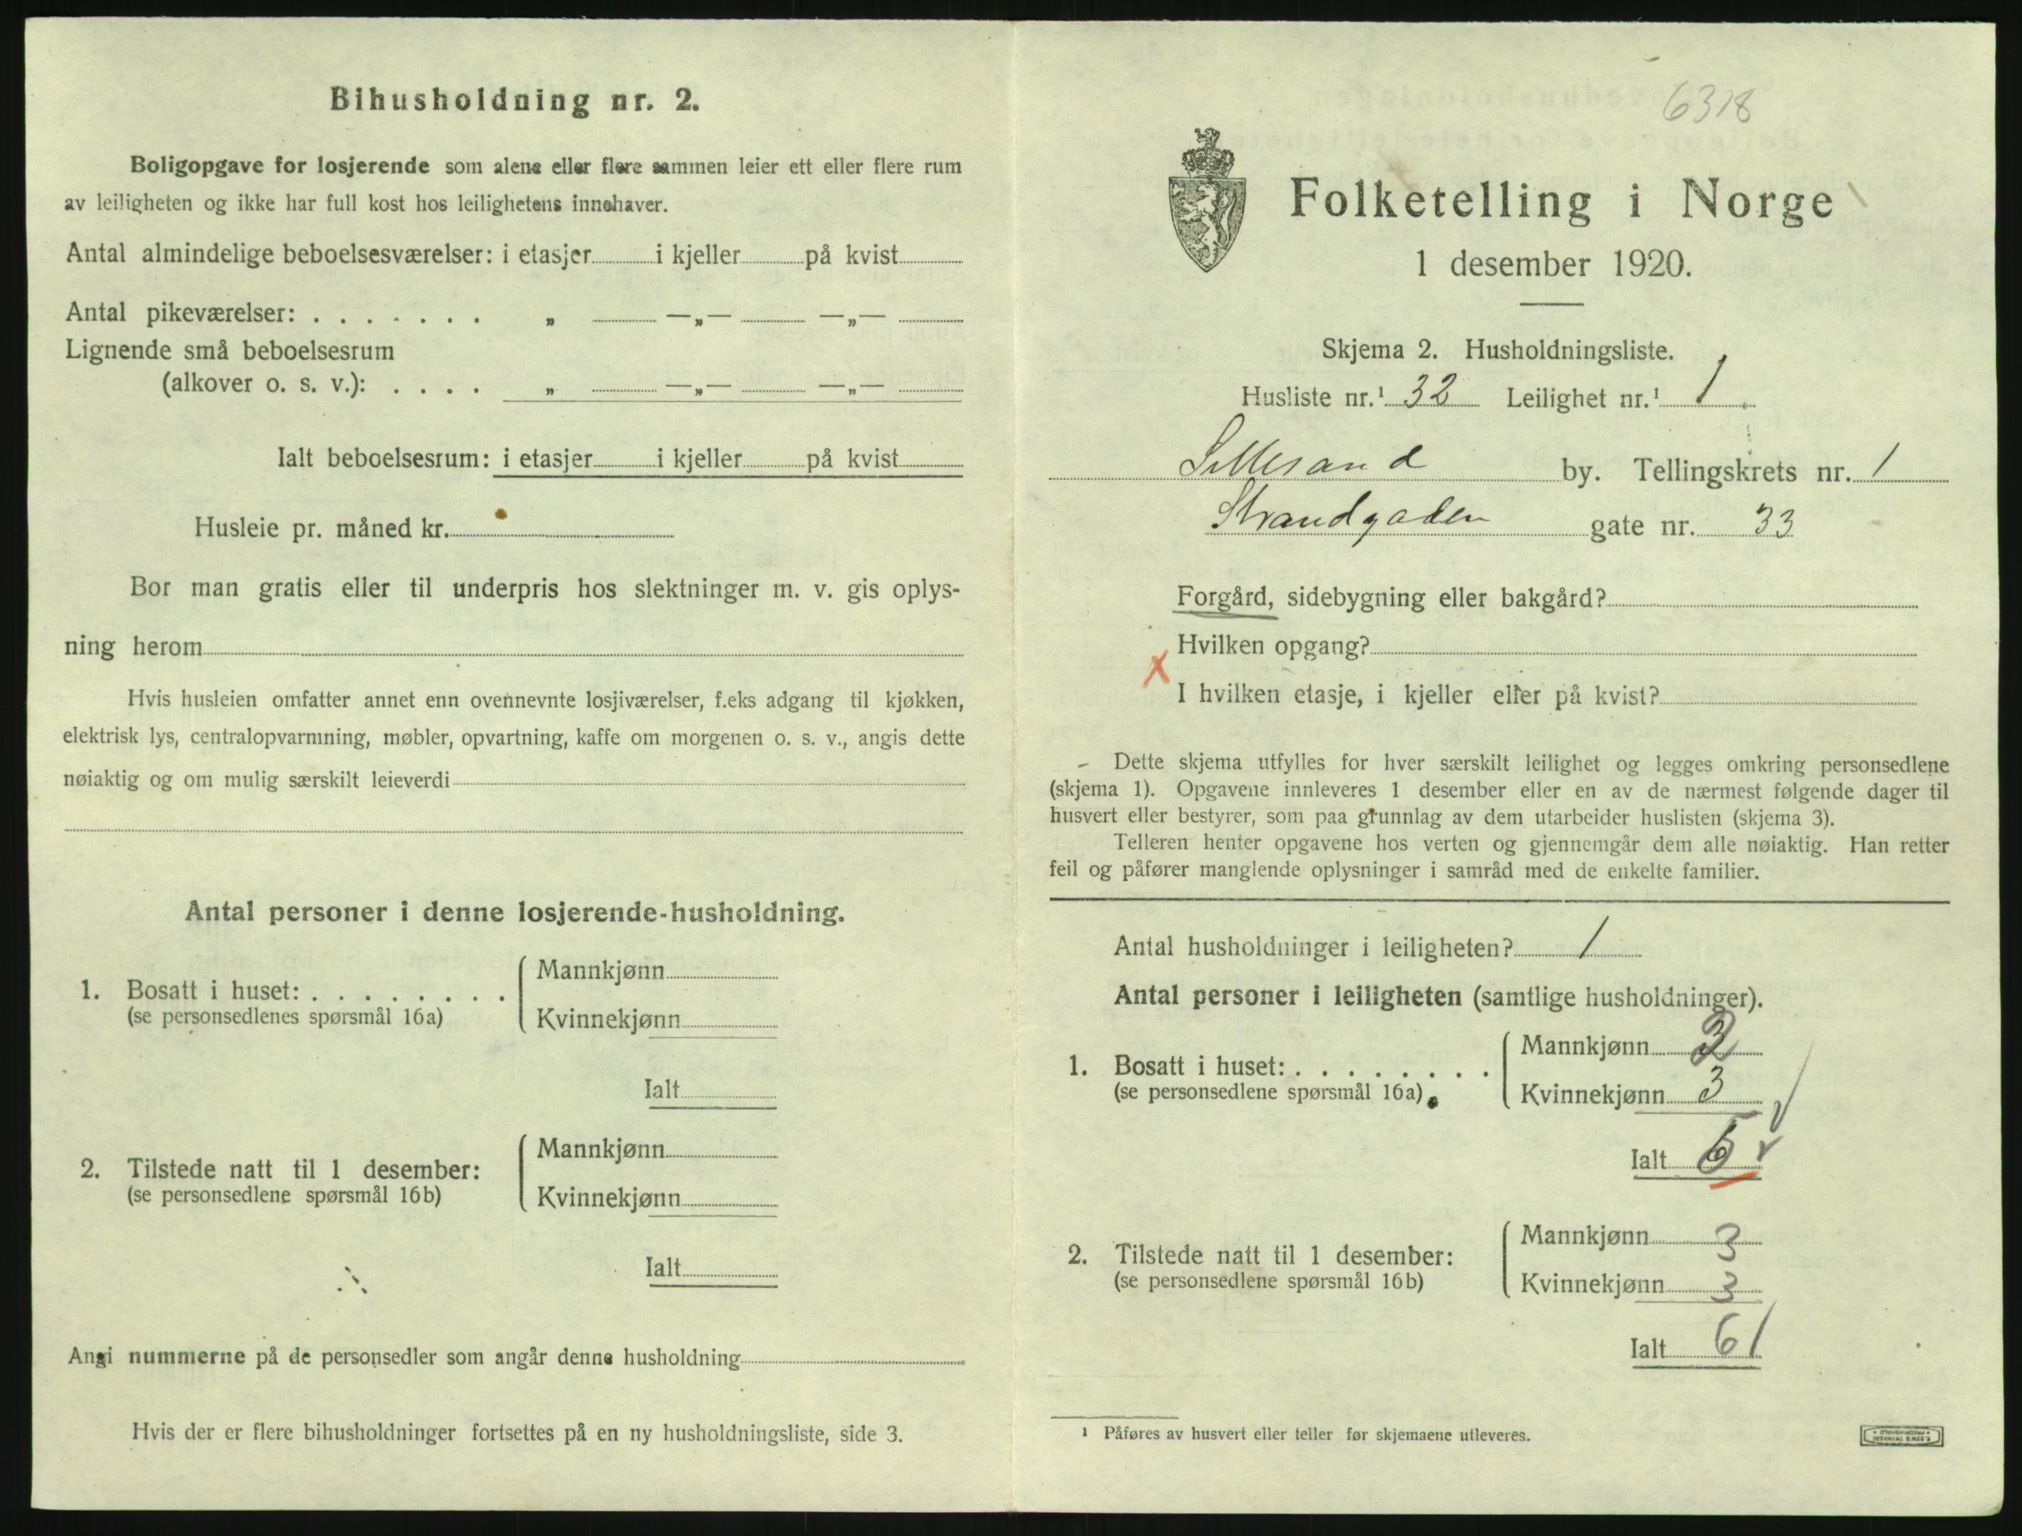 Bihusholdning nr. 2.
Boligopgave for losjerende som alene eller flere sammen leier ett eller flere rum
av leiligheten og ikke har full kost hos leilighetens innehaver.
Antal almindelige beboelsesværelser: i etasjer i kjeller på kvist
Antal pikeværelser: . . . . . . . „ —„— —„—
Lignende små beboelsesrum
(alkover o. s. v.): . . . . „ —„— —„—
Ialt beboelsesrum: i etasjer i kjeller på kvist
Husleie pr. måned kr.
Bor man gratis eller til underpris hos slektninger m. v. gis oplys-
ning herom
Hvis husleien omfatter annet enn ovennevnte losjiværelser, f.eks adgang til kjøkken,
elektrisk lys, centralopvarmning, møbler, opvartning, kaffe om morgenen o. s. v., angis dette
nøiaktig og om mulig særskilt leieverdi
Antal personer i denne losjerende-husholdning.
1. Bosatt i huset: . . . . . . . .
(se personsedlenes spørsmål 16a)
Mannkjønn
Kvinnekjønn
Ialt
2. Tilstede natt til 1 desember:
(se personsedlene spørsmål 16b)
Mannkjønn
Kvinnekjønn
Ialt
Angi nummerne på de personsedler som angår denne husholdning
Hvis der er flere bihusholdninger fortsettes på en ny husholdningsliste, side 3.
6318
Folketelling i Norge
1 desember 1920.
Skjema 2. Husholdningsliste.
Husliste nr.¹ 32 Leilighet nr.¹ 1
Lillesand by. Tellingskrets nr. 1
Strandgaden gate nr. 33
Forgård, sidebygning eller bakgård?
Hvilken opgang?
X
I hvilken etasje, i kjeller eller på kvist?
Dette skjema utfylles for hver særskilt leilighet og legges omkring personsedlene
(skjema 1). Opgavene innleveres 1 desember eller en av de nærmest følgende dager til
husvert eller bestyrer, som paa grunnlag av dem utarbeider huslisten (skjema 3).
Telleren henter opgavene hos verten og gjennemgår dem alle nøiaktig. Han retter
feil og påfører manglende oplysninger i samråd med de enkelte familier.
Antal husholdninger i leiligheten? 1
Antal personer i leiligheten (samtlige husholdninger).
1. Bosatt i huset: . . . . . . . .
(se personsedlene spørsmål 16a)
Mannkjønn 2
Kvinnekjønn 3
Ialt 5
2. Tilstede natt til 1 desember:
(se personsedlene spørsmål 16b)
Mannkjønn 3
Kvinnekjønn 3
Ialt 6
¹ Påføres av husvert eller teller før skjemaene utleveres.